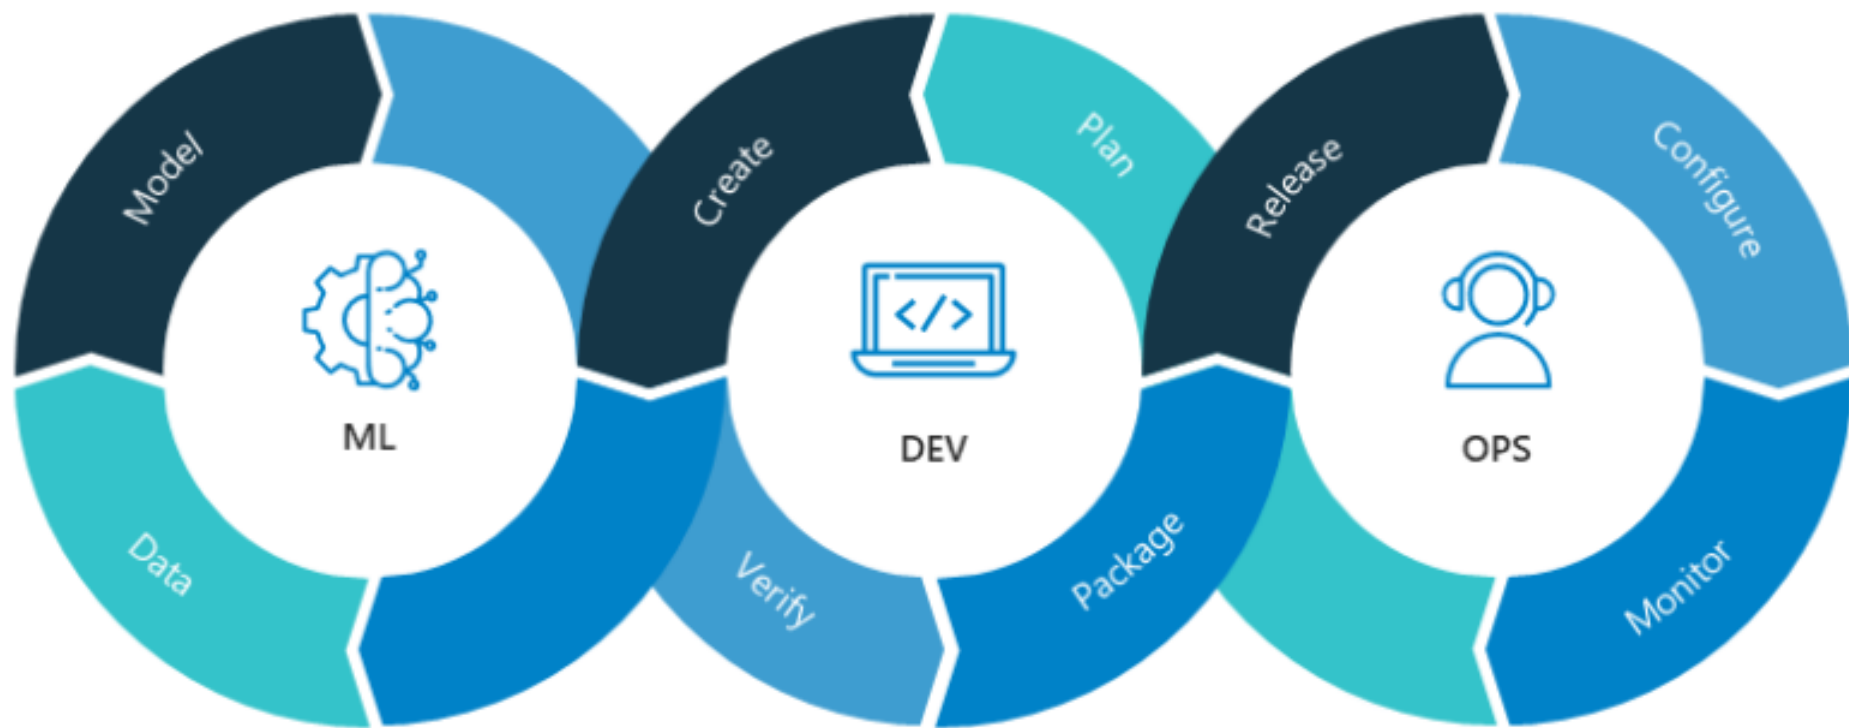 Model
Data
ML
Create
Plan
Verify
Package
DEV
Release
Configure
Monitor
OPS